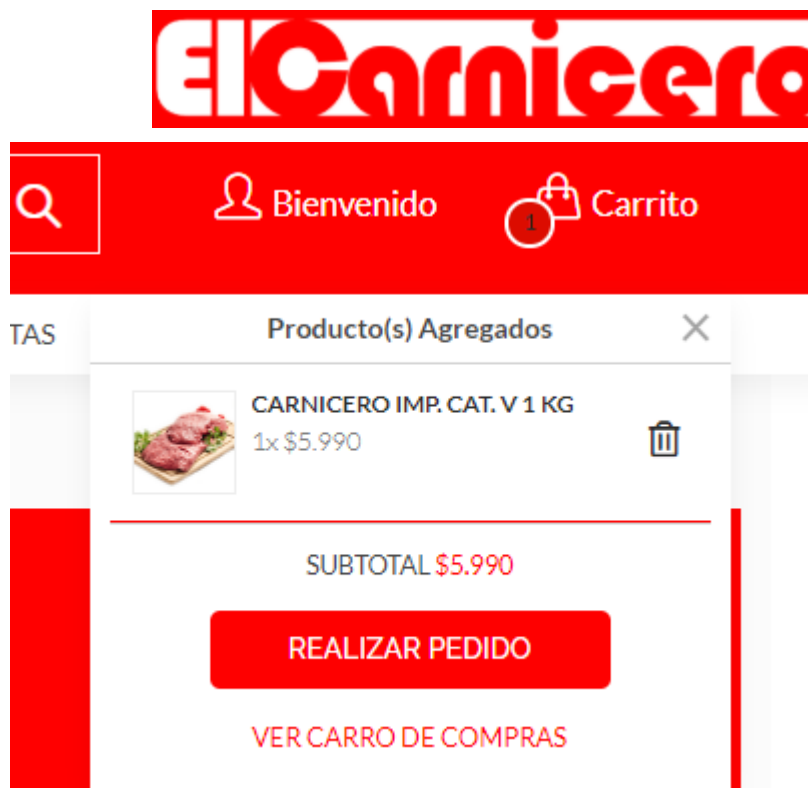 ElCarnicero
Bienvenido
1
Carrito
TAS
Producto(s) Agregados
CARNICERO IMP. CAT. V 1 KG
1x $5.990
SUBTOTAL $5.990
REALIZAR PEDIDO
VER CARRO DE COMPRAS